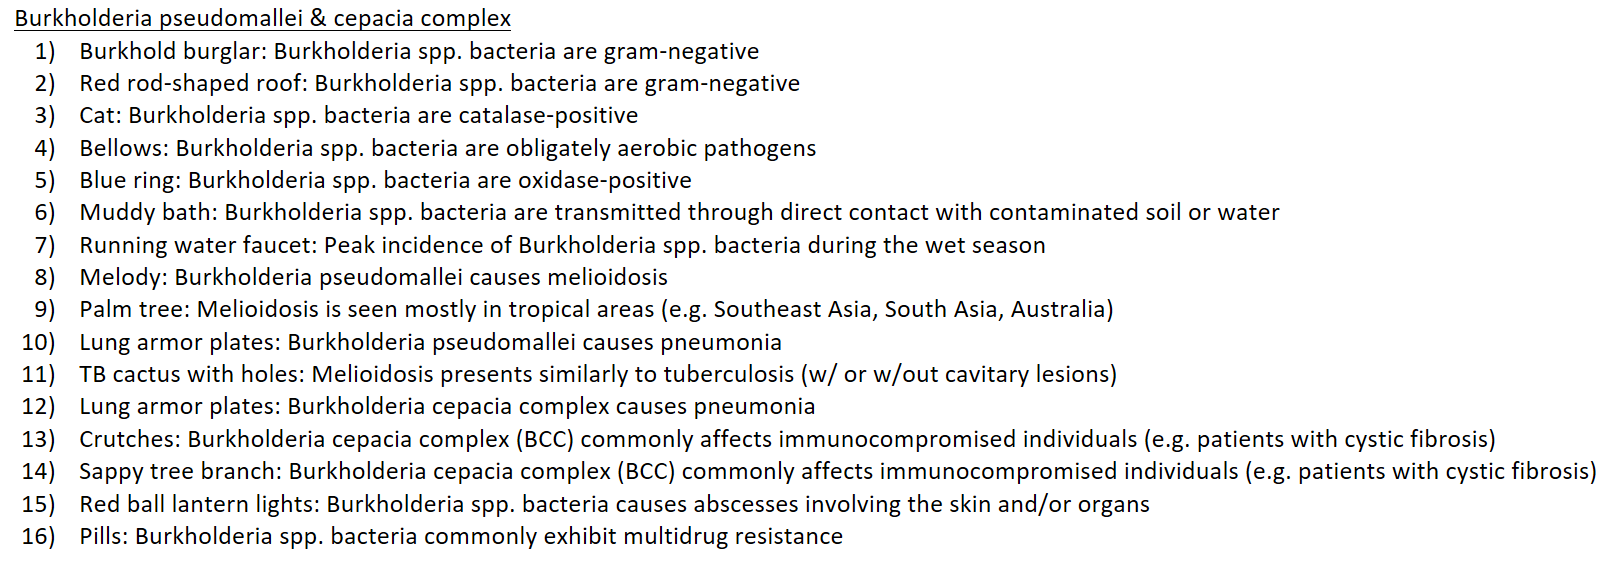 Burkholderia pseudomallei & cepacia complex
1) Burkhold burglar: Burkholderia spp. bacteria are gram-negative
2) Red rod-shaped roof: Burkholderia spp. bacteria are gram-negative
3) Cat: Burkholderia spp. bacteria are catalase-positive
4) Bellows: Burkholderia spp. bacteria are obligately aerobic pathogens
5) Blue ring: Burkholderia spp. bacteria are oxidase-positive
6) Muddy bath: Burkholderia spp. bacteria are transmitted through direct contact with contaminated soil or water
7) Running water faucet: Peak incidence of Burkholderia spp. bacteria during the wet season
8) Melody: Burkholderia pseudomallei causes melioidosis
9) Palm tree: Melioidosis is seen mostly in tropical areas (e.g. Southeast Asia, South Asia, Australia)
10) Lung armor plates: Burkholderia pseudomallei causes pneumonia
11) TB cactus with holes: Melioidosis presents similarly to tuberculosis (w/ or w/out cavitary lesions)
12) Lung armor plates: Burkholderia cepacia complex causes pneumonia
13) Crutches: Burkholderia cepacia complex (BCC) commonly affects immunocompromised individuals (e.g. patients with cystic fibrosis)
14) Sappy tree branch: Burkholderia cepacia complex (BCC) commonly affects immunocompromised individuals (e.g. patients with cystic fibrosis)
15) Red ball lantern lights: Burkholderia spp. bacteria causes abscesses involving the skin and/or organs
16) Pills: Burkholderia spp. bacteria commonly exhibit multidrug resistance